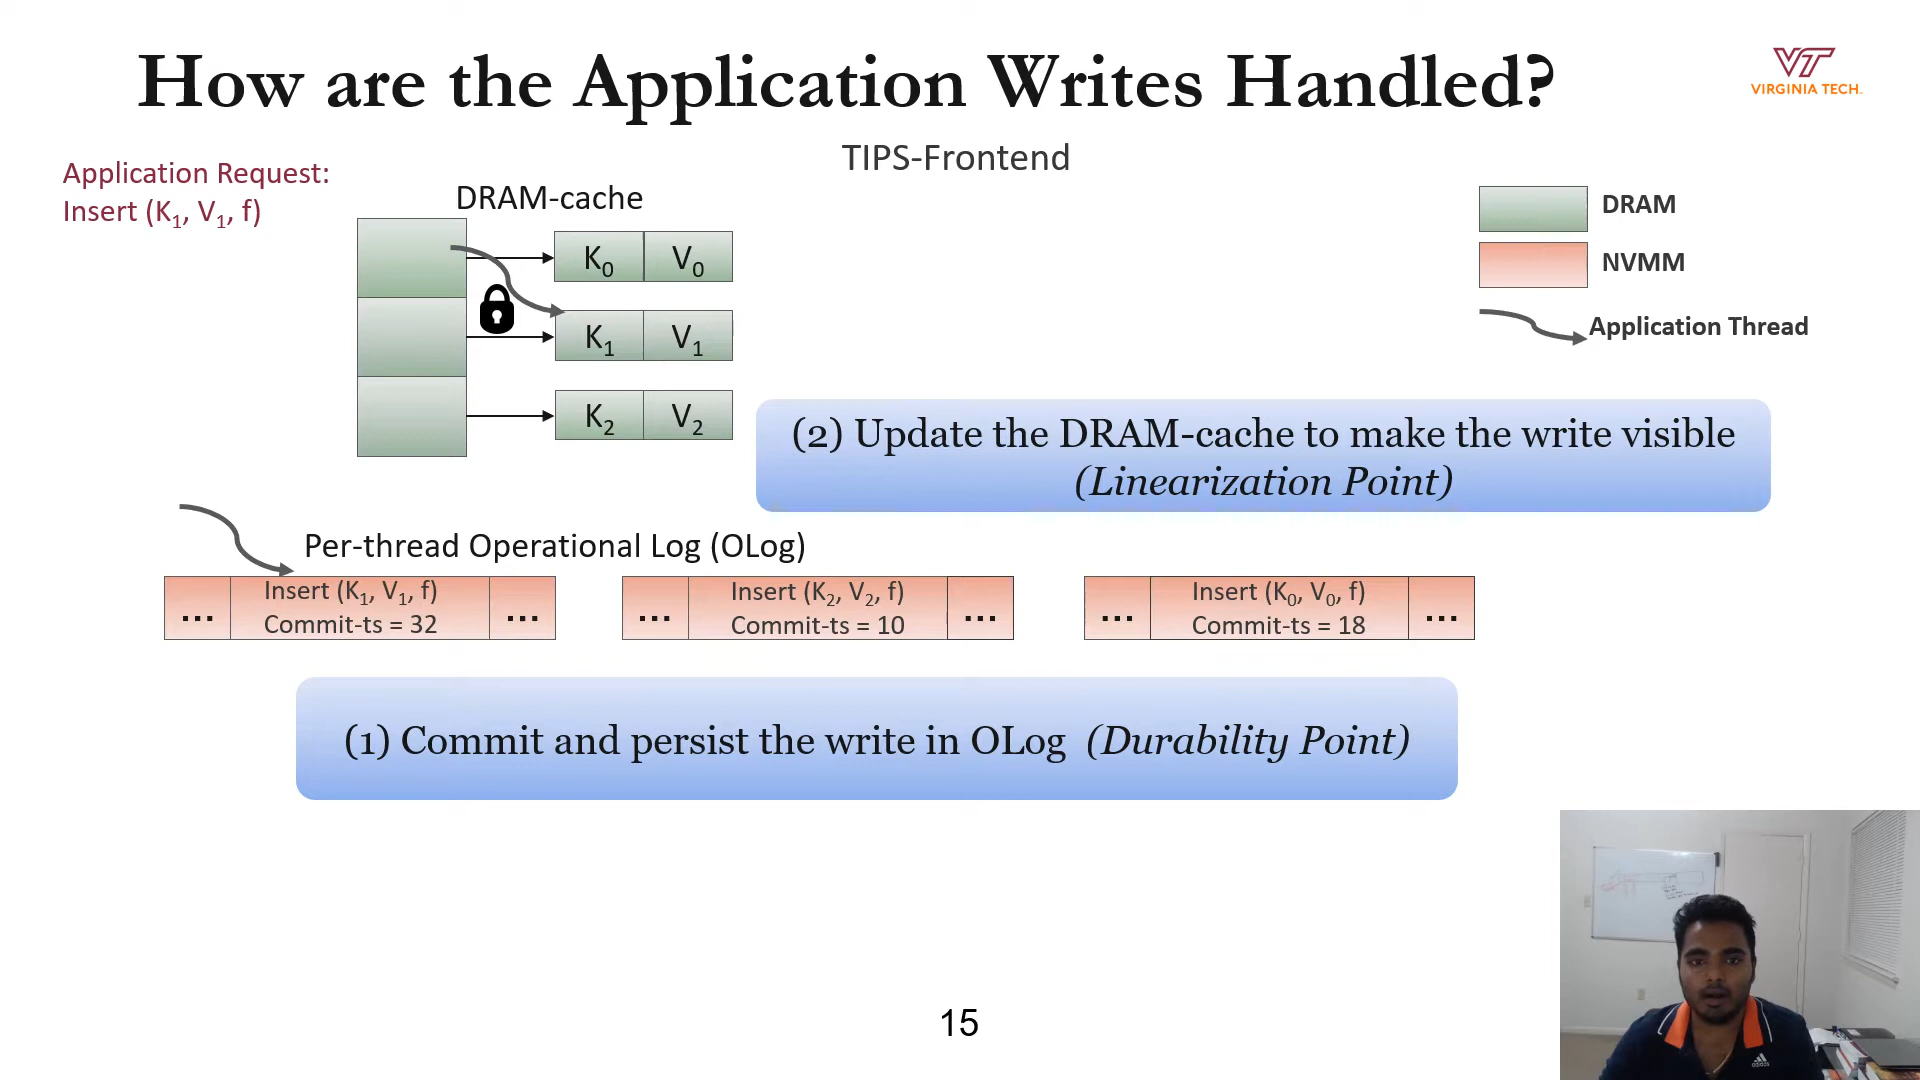 How are the Application Writes Handled?
VT
VIRGINIA TECH
TIPS-Frontend
Application Request:
Insert (K1, V1, f)
DRAM-cache
K0 V0
K1 V1
K2 V2
DRAM
NVMM
Application Thread
(2) Update the DRAM-cache to make the write visible
(Linearization Point)
Per-thread Operational Log (OLog)
... Insert (K1, V1, f) ...
Commit-ts = 32
... Insert (K2, V2, f) ...
Commit-ts = 10
... Insert (K0, V0, f) ...
Commit-ts = 18
(1) Commit and persist the write in OLog (Durability Point)
15
adidas